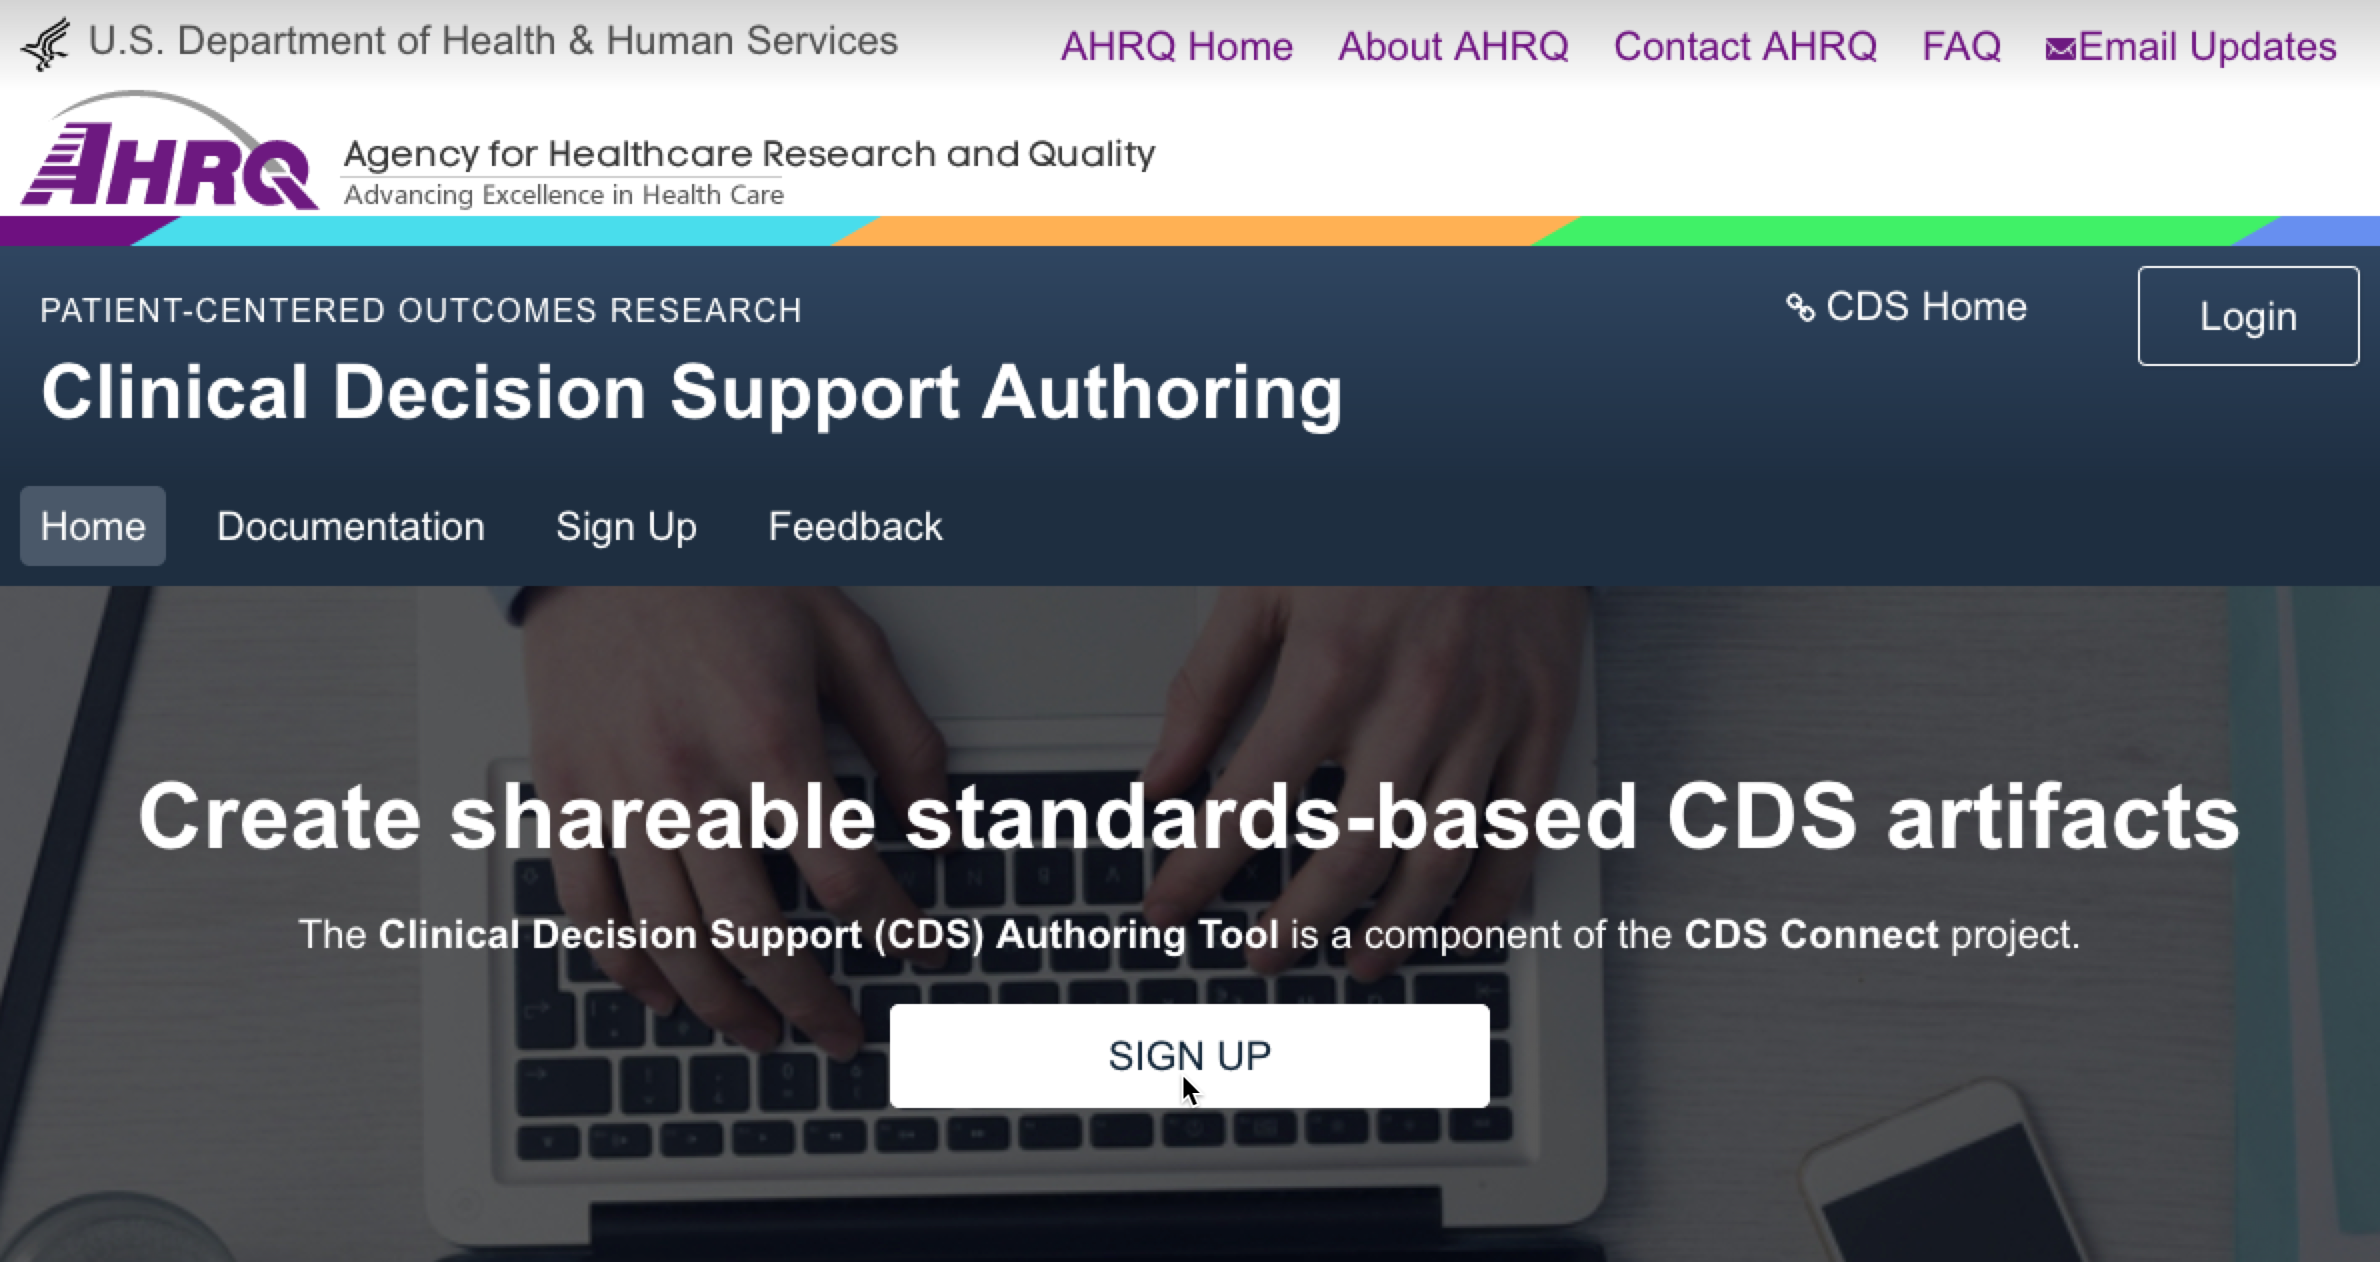 U.S. Department of Health & Human Services
AHRQ Home About AHRQ Contact AHRQ FAQ Email Updates
AHRQ
Agency for Healthcare Research and Quality
Advancing Excellence in Health Care
PATIENT-CENTERED OUTCOMES RESEARCH
CDS Home
Login
Clinical Decision Support Authoring
Home Documentation Sign Up Feedback
Create shareable standards-based CDS artifacts
The Clinical Decision Support (CDS) Authoring Tool is a component of the CDS Connect project.
SIGN UP